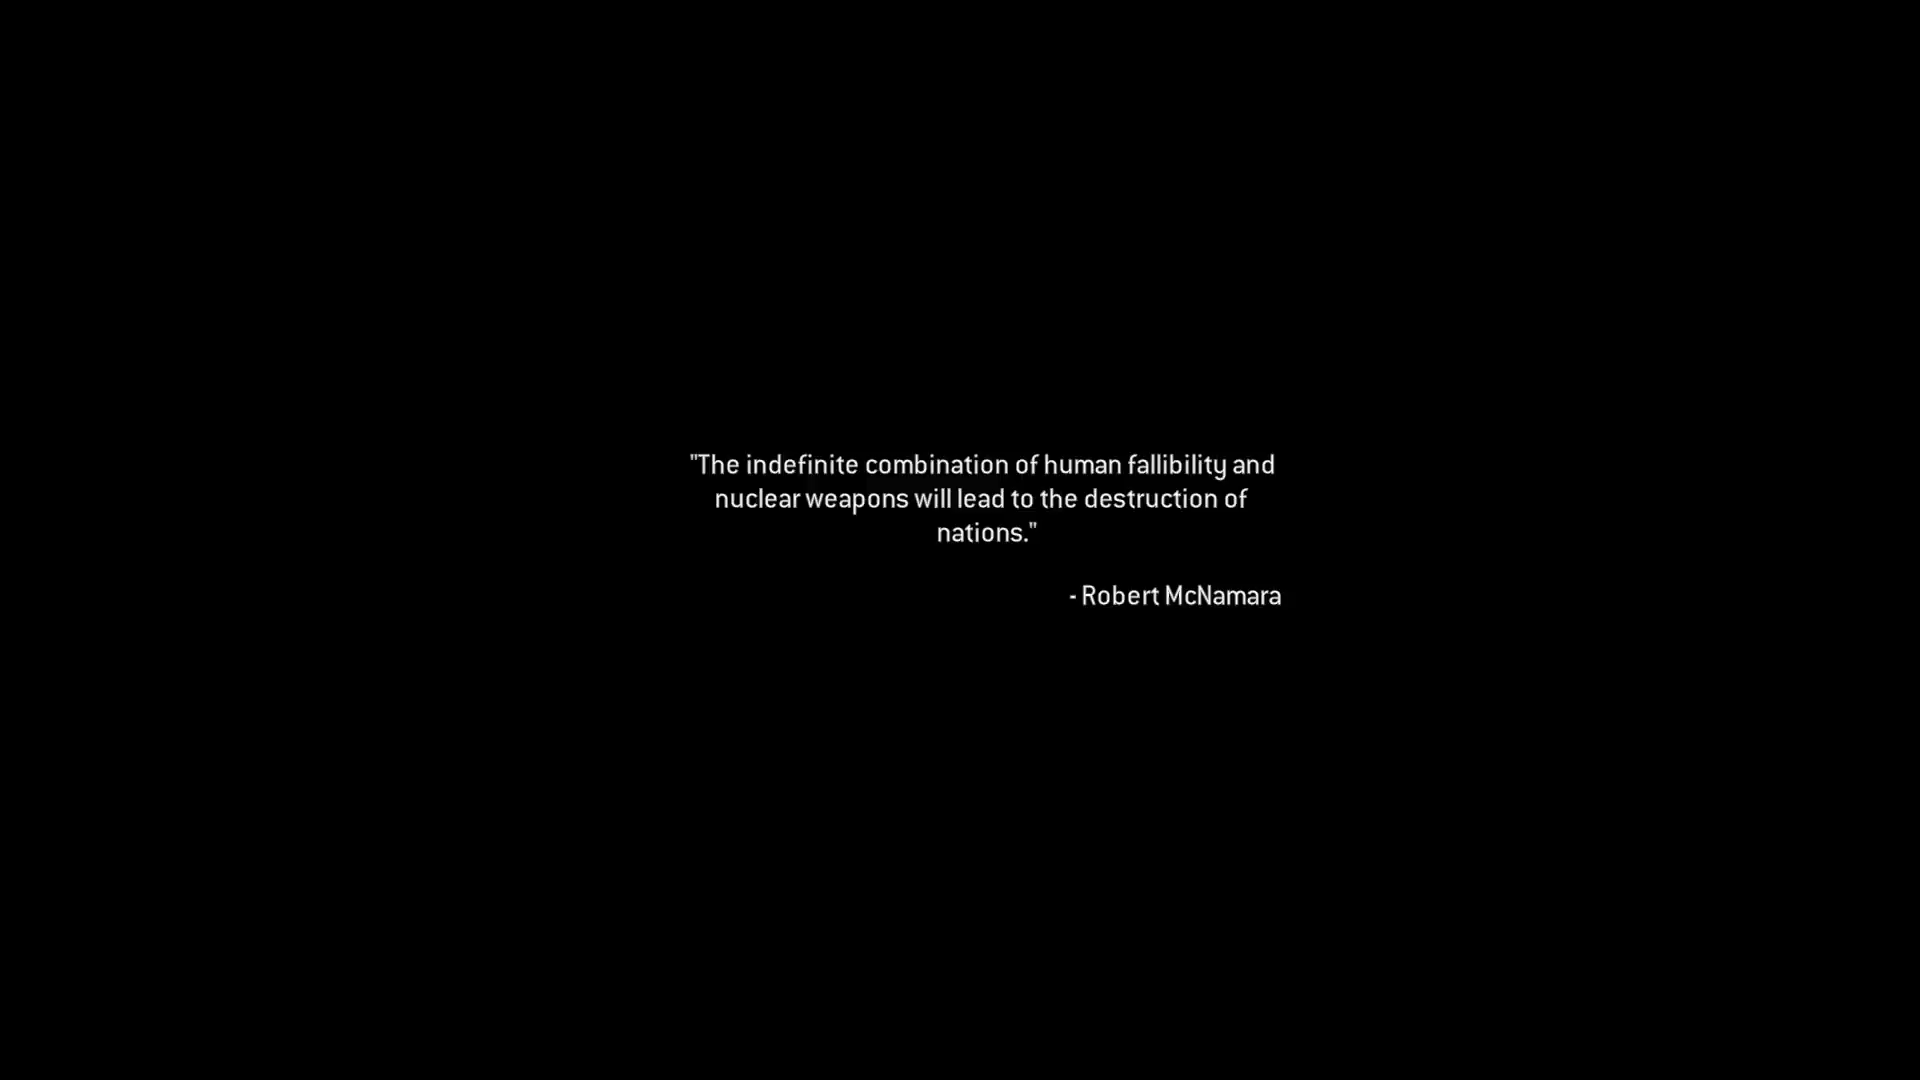 "The indefinite combination of human fallibility and
nuclear weapons will lead to the destruction of
nations."
- Robert McNamara